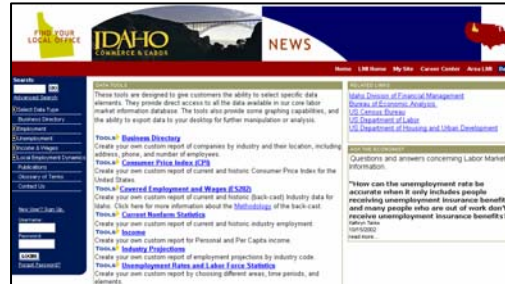 FIND YOUR
LOCAL OFFICE
IDAHO
COMMERCE & LABOR
NEWS
Home LMI Home My Site Career Center Area LMI
Search:
GO
Advanced Search
Select Data Type
Business Directory
Employment
Unemployment
Income & Wages
Local Employment Dynamics
Publications
Glossary of Terms
Contact Us
New User? Sign Up.
Username:
Password:
LOGIN
Forgot Password?
DATA TOOLS
These tools are designed to give customers the ability to select specific data
elements. They provide direct access to all the data available in our core labor
market information database. The tools also provide some graphing capabilities, and
the ability to export data to your desktop for further manipulation or analysis.
TOOLS Business Directory
Create your own custom report of companies by industry and their location, including
address, phone, and number of employees.
TOOLS Consumer Price Index (CPI)
Create your own custom report of current and historic Consumer Price Index for the
United States.
TOOLS Covered Employment and Wages (ES202)
Create your own custom report of current and historic (back-cast) Industry data for
Idaho. Click here for more information about the Methodology of the back-cast.
TOOLS Current Nonfarm Statistics
Create your own custom report of current and historic industry employment.
TOOLS Income
Create your own custom report for Personal and Per Capita income.
TOOLS Industry Projections
Create your own custom report of employment projections by industry code.
TOOLS Unemployment Rates and Labor Force Statistics
Create your own custom report by choosing different areas, time periods, and
elements
RELATED LINKS
Idaho Division of Financial Management
Bureau of Economic Analysis
US Census Bureau
US Department of Labor
US Department of Housing and Urban Development
ASK THE ECONOMIST
Questions and answers concerning Labor Market
Information.
"How can the unemployment rate be
accurate when it only includes people
receiving unemployment insurance benefits
and many people who are out of work don't
receive unemployment insurance benefits?
Kathryn Tacke
read more...